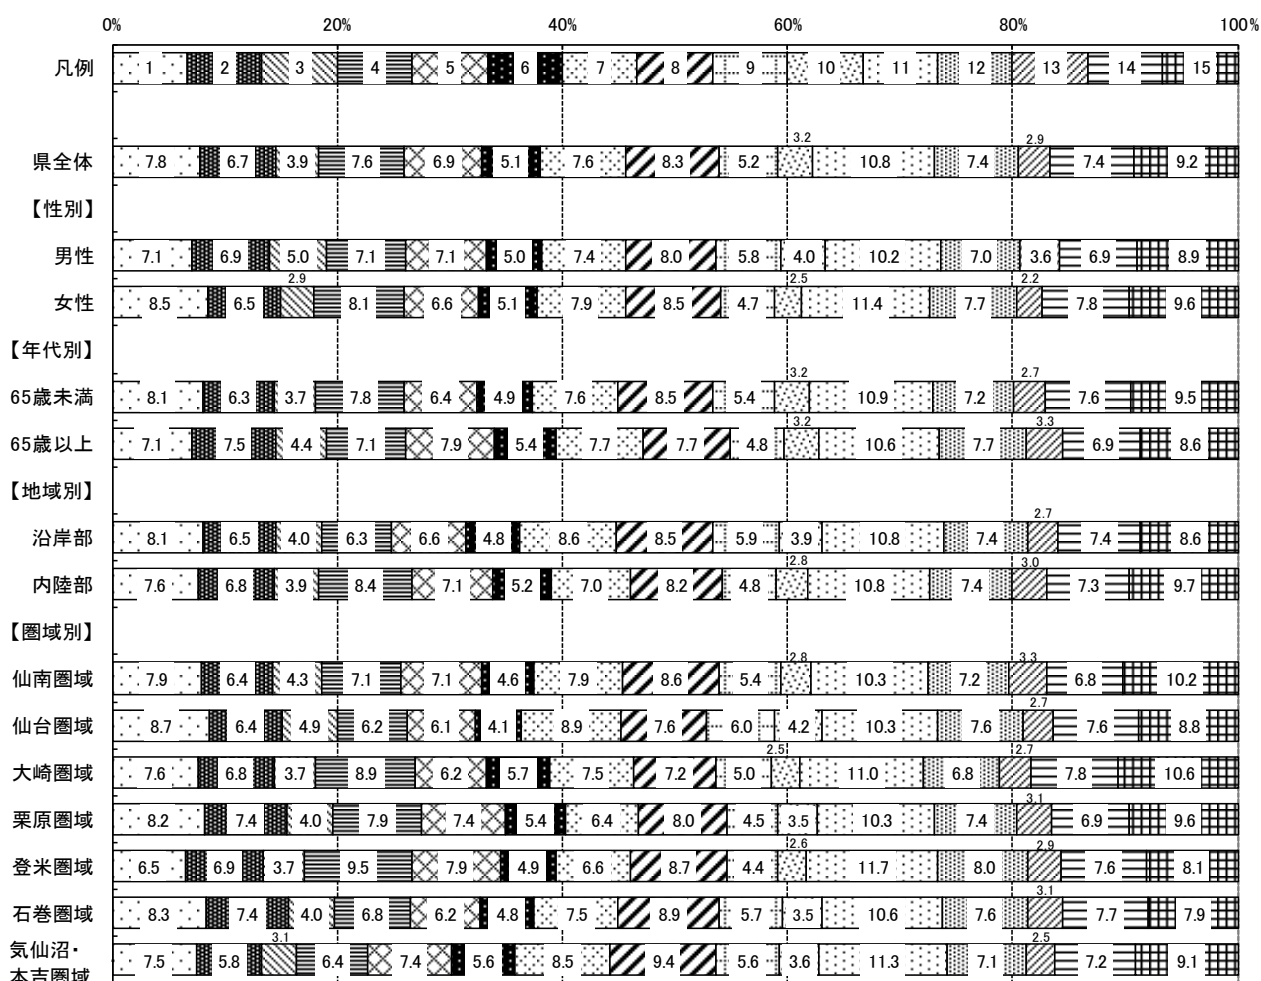 0% 20% 40% 60% 80% 100%
凡例 1 2 3 4 5 6 7 8 9 10 11 12 13 14 15
3.2 2.9
県全体 7.8 6.7 3.9 7.6 6.9 5.1 7.6 8.3 5.2 10.8 7.4 7.4 9.2
【性別】
男性 7.1 6.9 5.0 7.1 7.1 5.0 7.4 8.0 5.8 4.0 10.2 7.0 3.6 6.9 8.9
2.9 2.5 2.2
女性 8.5 6.5 8.1 6.6 5.1 7.9 8.5 4.7 11.4 7.7 7.8 9.6
【年代別】
3.2 2.7
65歳未満 8.1 6.3 3.7 7.8 6.4 4.9 7.6 8.5 5.4 10.9 7.2 7.6 9.5
3.2 3.3
65歳以上 7.1 7.5 4.4 7.1 7.9 5.4 7.7 7.7 4.8 10.6 7.7 6.9 8.6
【地域別】
2.7
沿岸部 8.1 6.5 4.0 6.3 6.6 4.8 8.6 8.5 5.9 3.9 10.8 7.4 7.4 8.6
2.8 3.0
内陸部 7.6 6.8 3.9 8.4 7.1 5.2 7.0 8.2 4.8 10.8 7.4 7.3 9.7
【圏域別】
2.8 3.3
仙南圏域 7.9 6.4 4.3 7.1 7.1 4.6 7.9 8.6 5.4 10.3 7.2 6.8 10.2
2.7
仙台圏域 8.7 6.4 4.9 6.2 6.1 4.1 8.9 7.6 6.0 4.2 10.3 7.6 7.6 8.8
2.5 2.7
大崎圏域 7.6 6.8 3.7 8.9 6.2 5.7 7.5 7.2 5.0 11.0 6.8 7.8 10.6
3.1
栗原圏域 8.2 7.4 4.0 7.9 7.4 5.4 6.4 8.0 4.5 3.5 10.3 7.4 6.9 9.6
2.6 2.9
登米圏域 6.5 6.9 3.7 9.5 7.9 4.9 6.6 8.7 4.4 11.7 8.0 7.6 8.1
3.1
石巻圏域 8.3 7.4 4.0 6.8 6.2 4.8 7.5 8.9 5.7 3.5 10.6 7.6 7.7 7.9
3.1 2.5
気仙沼・
本吉圏域 7.5 5.8 6.4 7.4 5.6 8.5 9.4 5.6 3.6 11.3 7.1 7.2 9.1